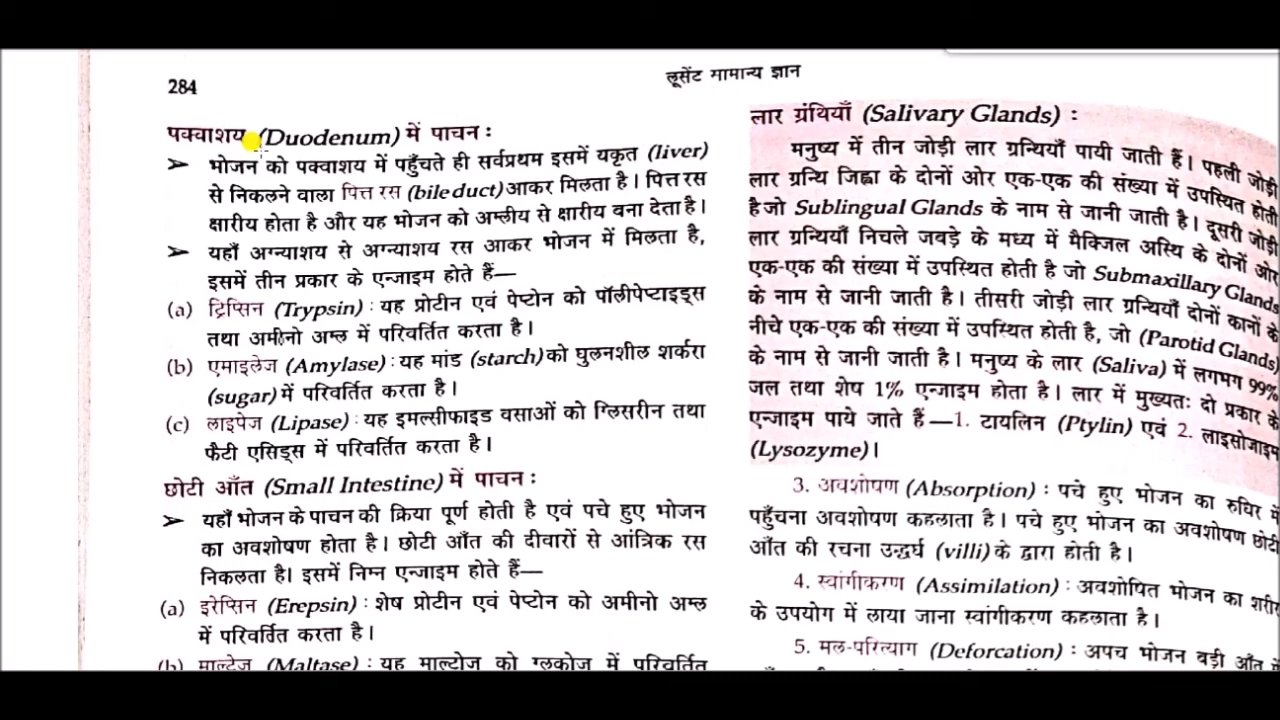 284
लूसेंट सामान्य ज्ञान
पक्वाशय (Duodenum) में पाचन :
➤ भोजन को पक्वाशय में पहुँचते ही सर्वप्रथम इसमें यकृत (liver)
से निकलने वाला पित्त रस (bile duct) आकर मिलता है। पित्त रस
क्षारीय होता है और यह भोजन को अम्लीय से क्षारीय बना देता है।
➤ यहाँ अग्न्याशय से अग्न्याशय रस आकर भोजन में मिलता है,
इसमें तीन प्रकार के एन्जाइम होते हैं—
(a) ट्रिप्सिन (Trypsin) : यह प्रोटीन एवं पेप्टोन को पॉलीपेप्टाइड्स
तथा अमीनो अम्ल में परिवर्तित करता है।
(b) एमाइलेज (Amylase) : यह मांड (starch) को घुलनशील शर्करा
(sugar) में परिवर्तित करता है।
(c) लाइपेज (Lipase) : यह इमल्सीफाइड वसाओं को ग्लिसरीन तथा
फैटी एसिड्स में परिवर्तित करता है।
छोटी आँत (Small Intestine) में पाचन :
➤ यहाँ भोजन के पाचन की क्रिया पूर्ण होती है एवं पचे हुए भोजन
का अवशोषण होता है। छोटी आँत की दीवारों से आंत्रिक रस
निकलता है। इसमें निम्न एन्जाइम होते हैं—
(a) इरेप्सिन (Erepsin) : शेष प्रोटीन एवं पेप्टोन को अमीनो अम्ल
में परिवर्तित करता है।
(b) माल्टेज (Maltase) : यह माल्टोज को ग्लूकोज में परिवर्तित
लार ग्रंथियाँ (Salivary Glands) :
मनुष्य में तीन जोड़ी लार ग्रन्थियाँ पायी जाती हैं। पहली जोड़ी
लार ग्रन्थि जिह्वा के दोनों ओर एक-एक की संख्या में उपस्थित होती
है जो Sublingual Glands के नाम से जानी जाती है। दूसरी जोड़ी
लार ग्रन्थियाँ निचले जबड़े के मध्य में मैक्जिल अस्थि के दोनों ओर
एक-एक की संख्या में उपस्थित होती है जो Submaxillary Glands
के नाम से जानी जाती है। तीसरी जोड़ी लार ग्रन्थियाँ दोनों कानों के
नीचे एक-एक की संख्या में उपस्थित होती है, जो (Parotid Glands)
के नाम से जानी जाती है। मनुष्य के लार (Saliva) में लगभग 99%
जल तथा शेष 1% एन्जाइम होता है। लार में मुख्यतः दो प्रकार के
एन्जाइम पाये जाते हैं—1. टायलिन (Ptylin) एवं 2. लाइसोजाइम
(Lysozyme)।
3. अवशोषण (Absorption) : पचे हुए भोजन का रुधिर में
पहुँचना अवशोषण कहलाता है। पचे हुए भोजन का अवशोषण छोटी
आँत की रचना उद्धर्घ (villi) के द्वारा होती है।
4. स्वांगीकरण (Assimilation) : अवशोषित भोजन का शरीर
के उपयोग में लाया जाना स्वांगीकरण कहलाता है।
5. मल-परित्याग (Deforcation) : अपच भोजन बड़ी आँत में